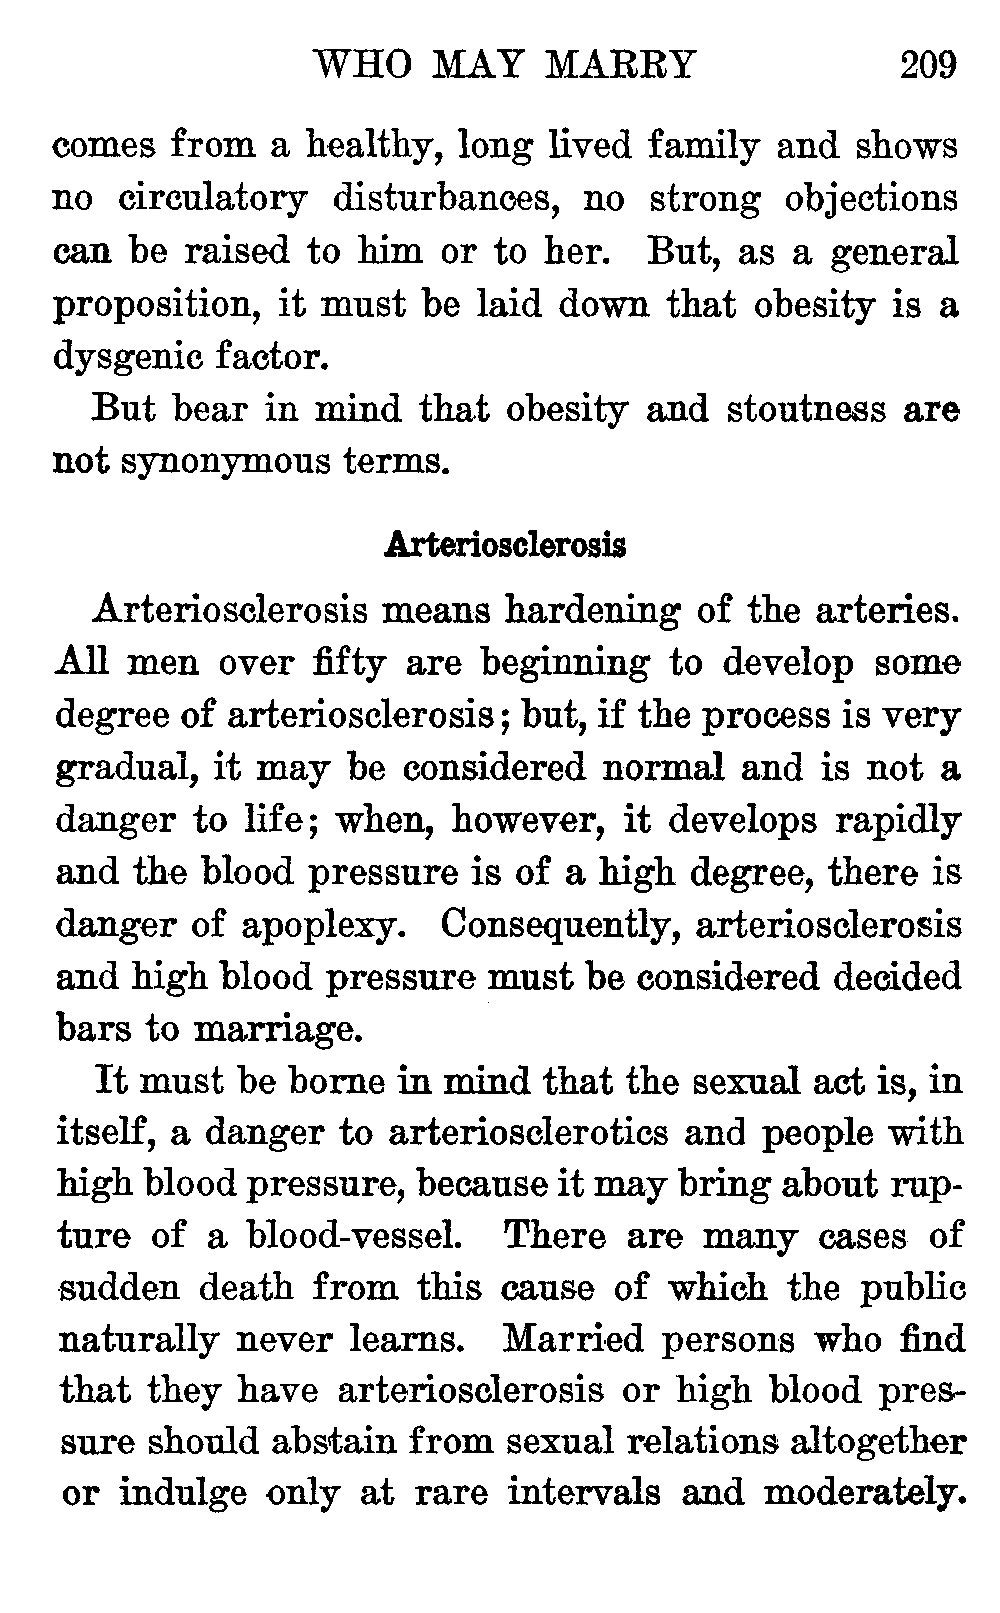 WHO MAY MARRY 209
comes from a healthy, long lived family and shows
no circulatory disturbances, no strong objections
can be raised to him or to her. But, as a general
proposition, it must be laid down that obesity is a
dysgenic factor.
But bear in mind that obesity and stoutness are
not synonymous terms.
Arteriosclerosis
Arteriosclerosis means hardening of the arteries.
All men over fifty are beginning to develop some
degree of arteriosclerosis; but, if the process is very
gradual, it may be considered normal and is not a
danger to life; when, however, it develops rapidly
and the blood pressure is of a high degree, there is
danger of apoplexy. Consequently, arteriosclerosis
and high blood pressure must be considered decided
bars to marriage.
It must be borne in mind that the sexual act is, in
itself, a danger to arteriosclerotics and people with
high blood pressure, because it may bring about rup-
ture of a blood-vessel. There are many cases of
sudden death from this cause of which the public
naturally never learns. Married persons who find
that they have arteriosclerosis or high blood pres-
sure should abstain from sexual relations altogether
or indulge only at rare intervals and moderately.